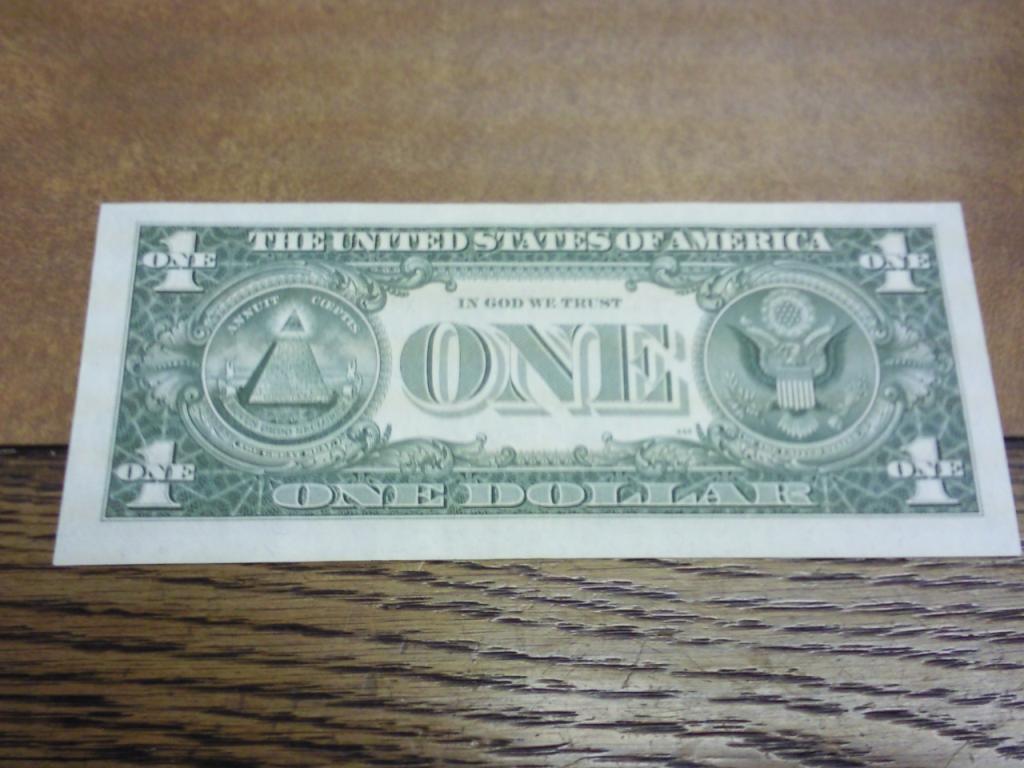 THE UNITED STATES OF AMERICA
1
ONE
1
ONE
IN GOD WE TRUST
ANNUIT CŒPTIS
ONE
1
ONE
1
ONE
ONE DOLLAR